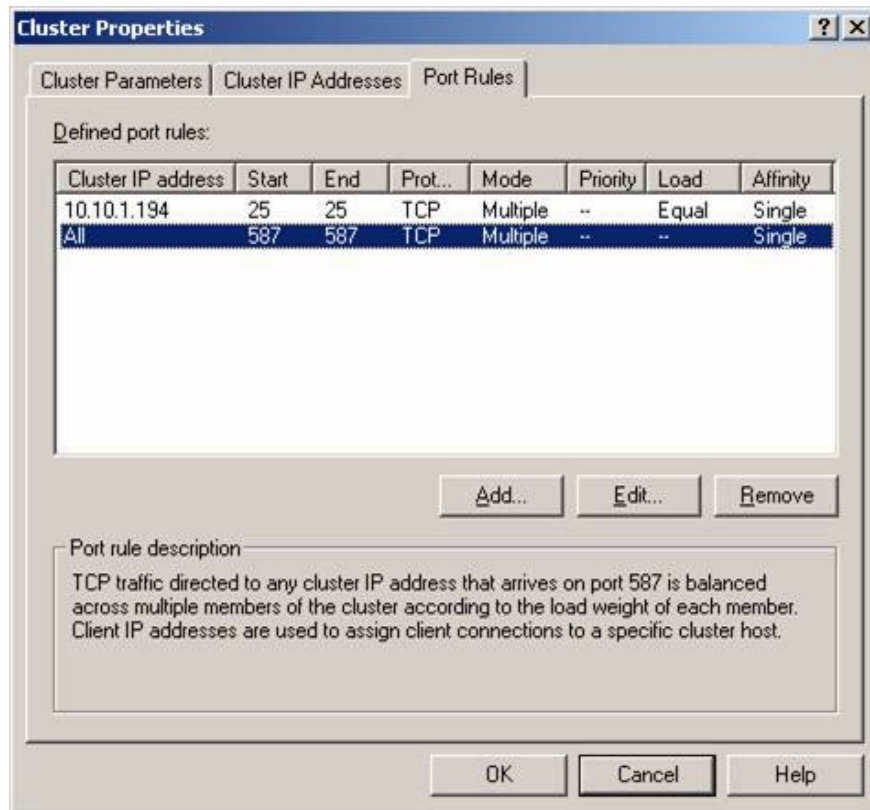 Cluster Properties
Cluster Parameters Cluster IP Addresses Port Rules
Defined port rules:
Cluster IP address Start End Prot... Mode Priority Load Affinity
10.10.1.194 25 25 TCP Multiple -- Equal Single
All 587 587 TCP Multiple -- -- Single
Add... Edit... Remove
Port rule description
TCP traffic directed to any cluster IP address that arrives on port 587 is balanced
across multiple members of the cluster according to the load weight of each member.
Client IP addresses are used to assign client connections to a specific cluster host.
OK Cancel Help